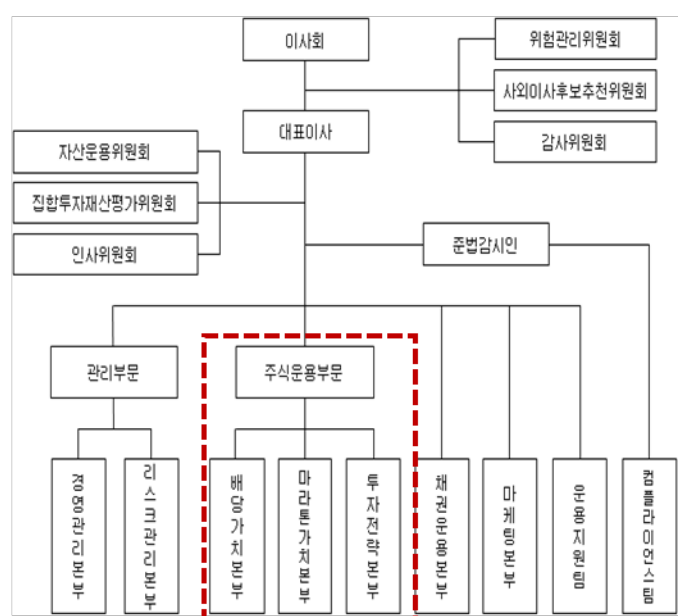 이사회
위험관리위원회
사외이사후보추천위원회
대표이사
감사위원회
자산운용위원회
집합투자재산평가위원회
인사위원회
준법감시인
관리부문
주식운용부문
경영관리본부
리스크관리본부
배당가치본부
마라톤가치본부
투자전략본부
채권운용본부
마케팅본부
운용지원팀
컴플라이언스팀